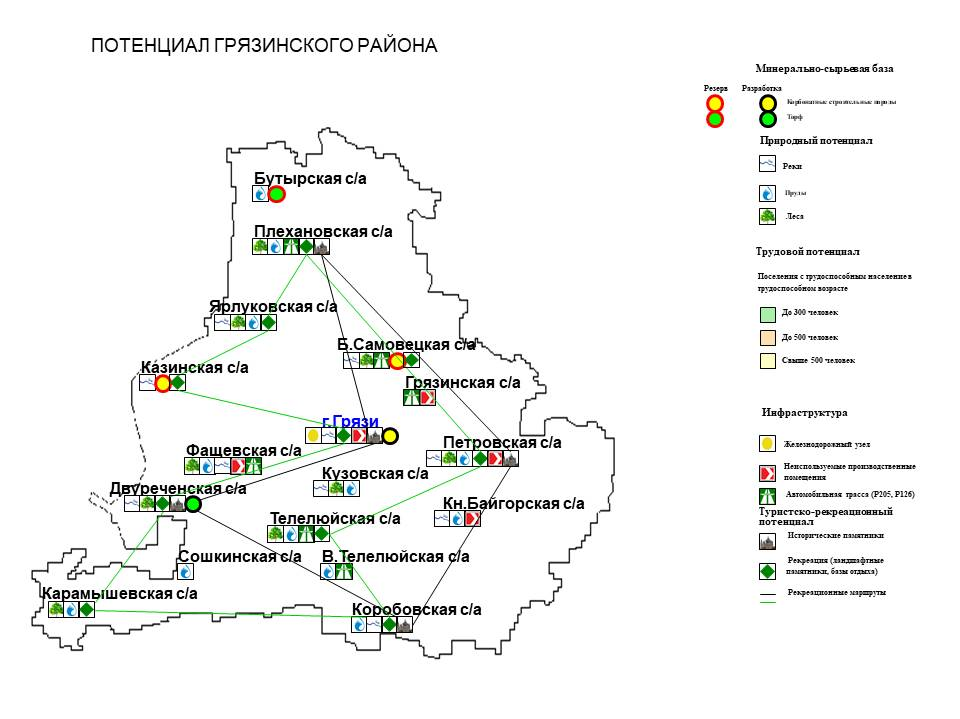 ПОТЕНЦИАЛ ГРЯЗИНСКОГО РАЙОНА
Минерально-сырьевая база
Резерв Разработка
Карбонатные строительные породы
Торф
Природный потенциал
Реки
Пруды
Леса
Трудовой потенциал
Поселения с трудоспособным население в
трудоспособном возрасте
До 300 человек
До 500 человек
Свыше 500 человек
Инфраструктура
Железнодорожный узел
Неиспользуемые производственные
помещения
Автомобильная трасса (Р205, Р126)
Туристско-рекреационный
потенциал
Исторические памятники
Рекреация (ландшафтные
памятники, базы отдыха)
Рекреационные маршруты
Бутырская с/а
Плехановская с/а
Ярлуковская с/а
Б.Самовецкая с/а
Казинская с/а
Грязинская с/а
г.Грязи
Петровская с/а
Фащевская с/а
Кузовская с/а
Двуреченская с/а
Кн.Байгорская с/а
Телелюйская с/а
Сошкинская с/а
В.Телелюйская с/а
Карамышевская с/а
Коробовская с/а